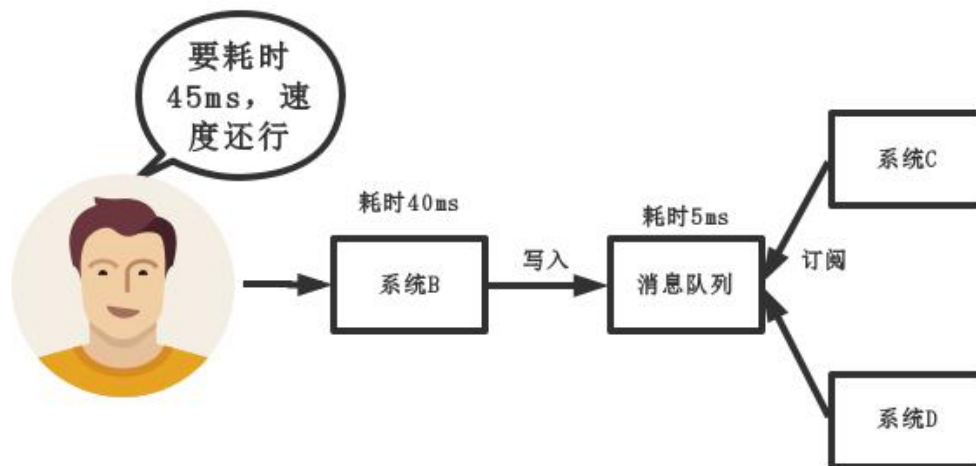 要耗时
45ms，速
度还行
耗时40ms
系统B
写入
耗时5ms
消息队列
订阅
系统C
系统D